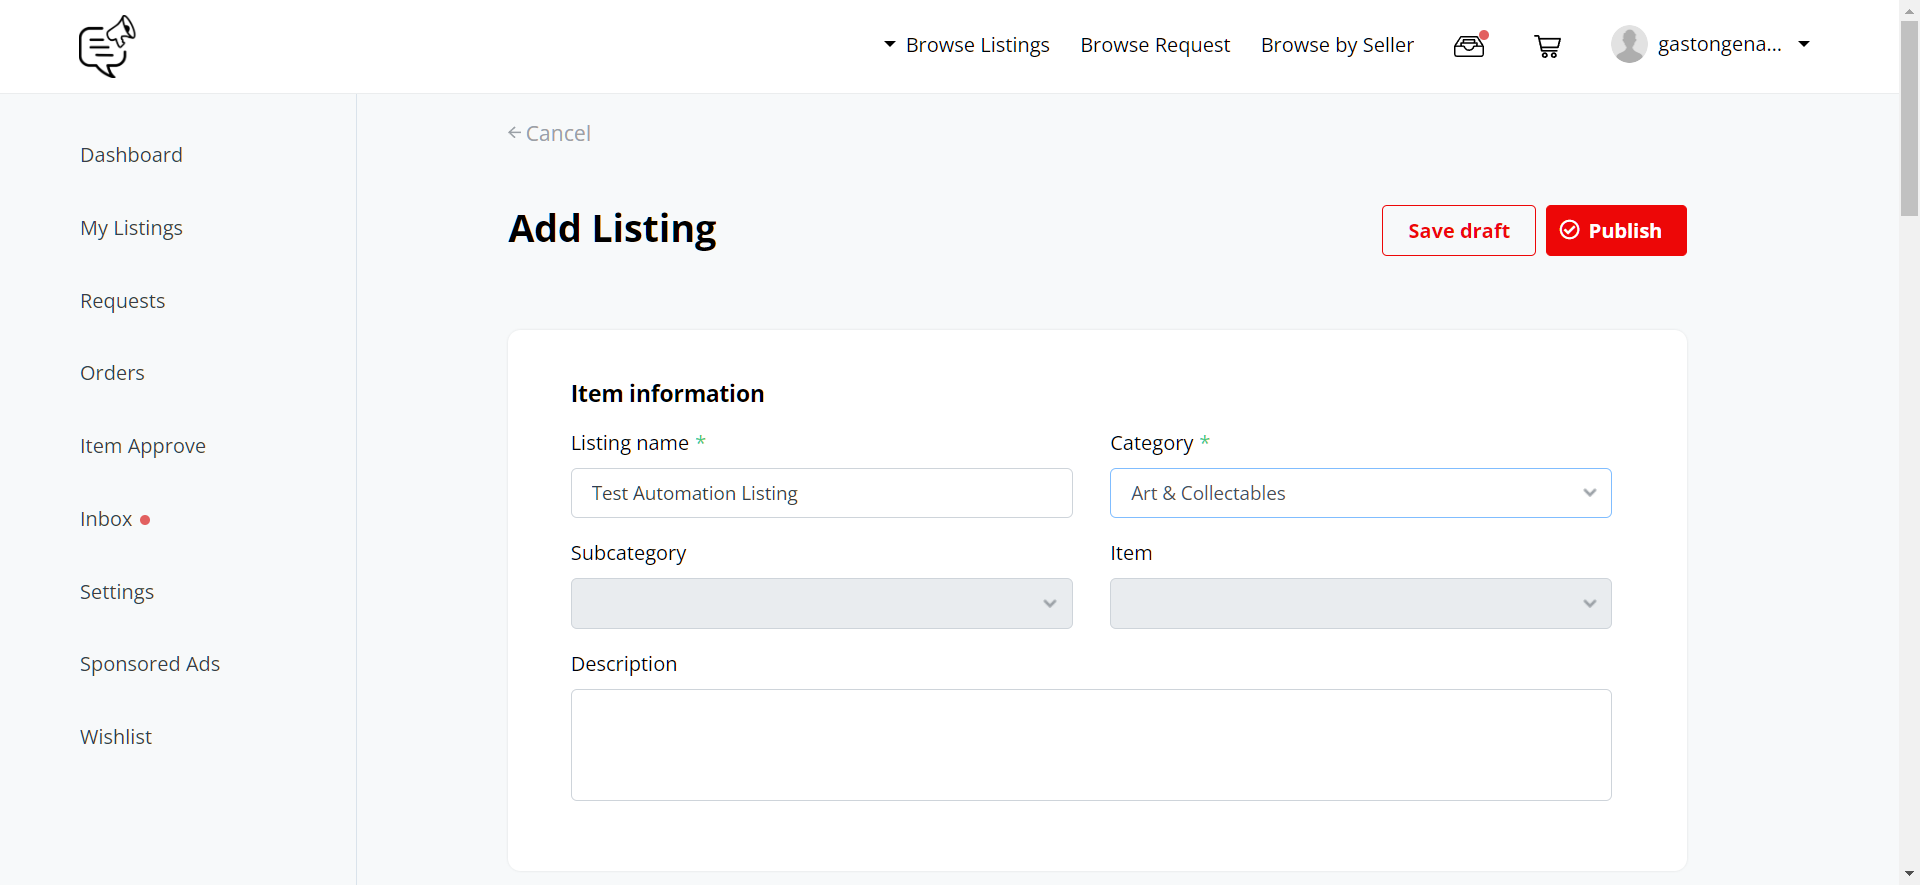 Browse Listings Browse Request Browse by Seller gastongena...
Dashboard
My Listings
Requests
Orders
Item Approve
Inbox
Settings
Sponsored Ads
Wishlist
Cancel
Add Listing
Save draft Publish
Item information
Listing name * Category *
Test Automation Listing Art & Collectables
Subcategory Item
Description